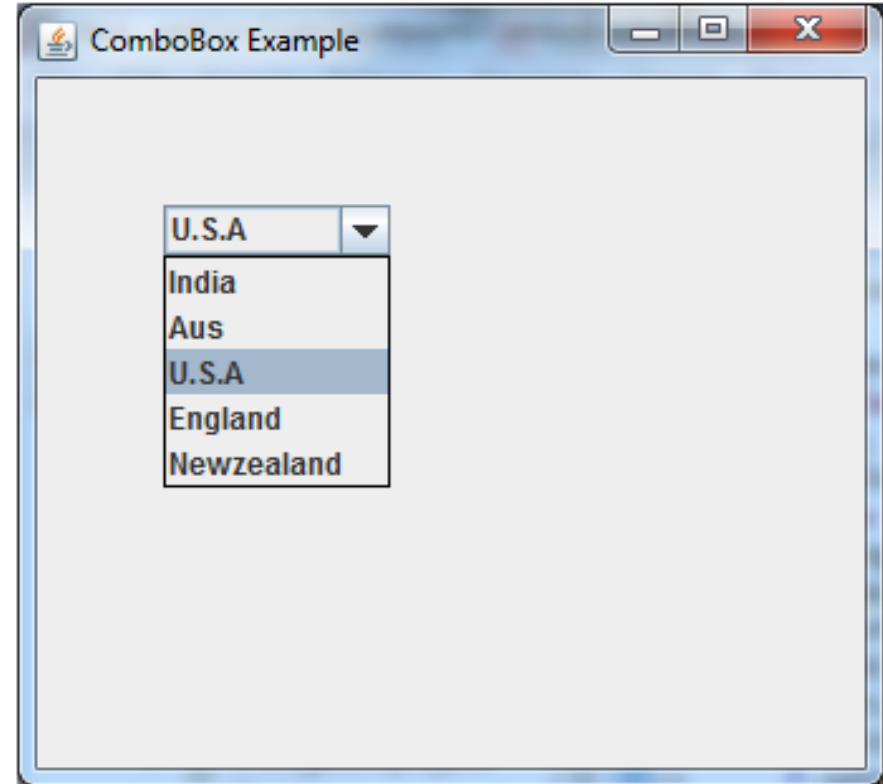 ComboBox Example
U.S.A
India
Aus
U.S.A
England
Newzealand